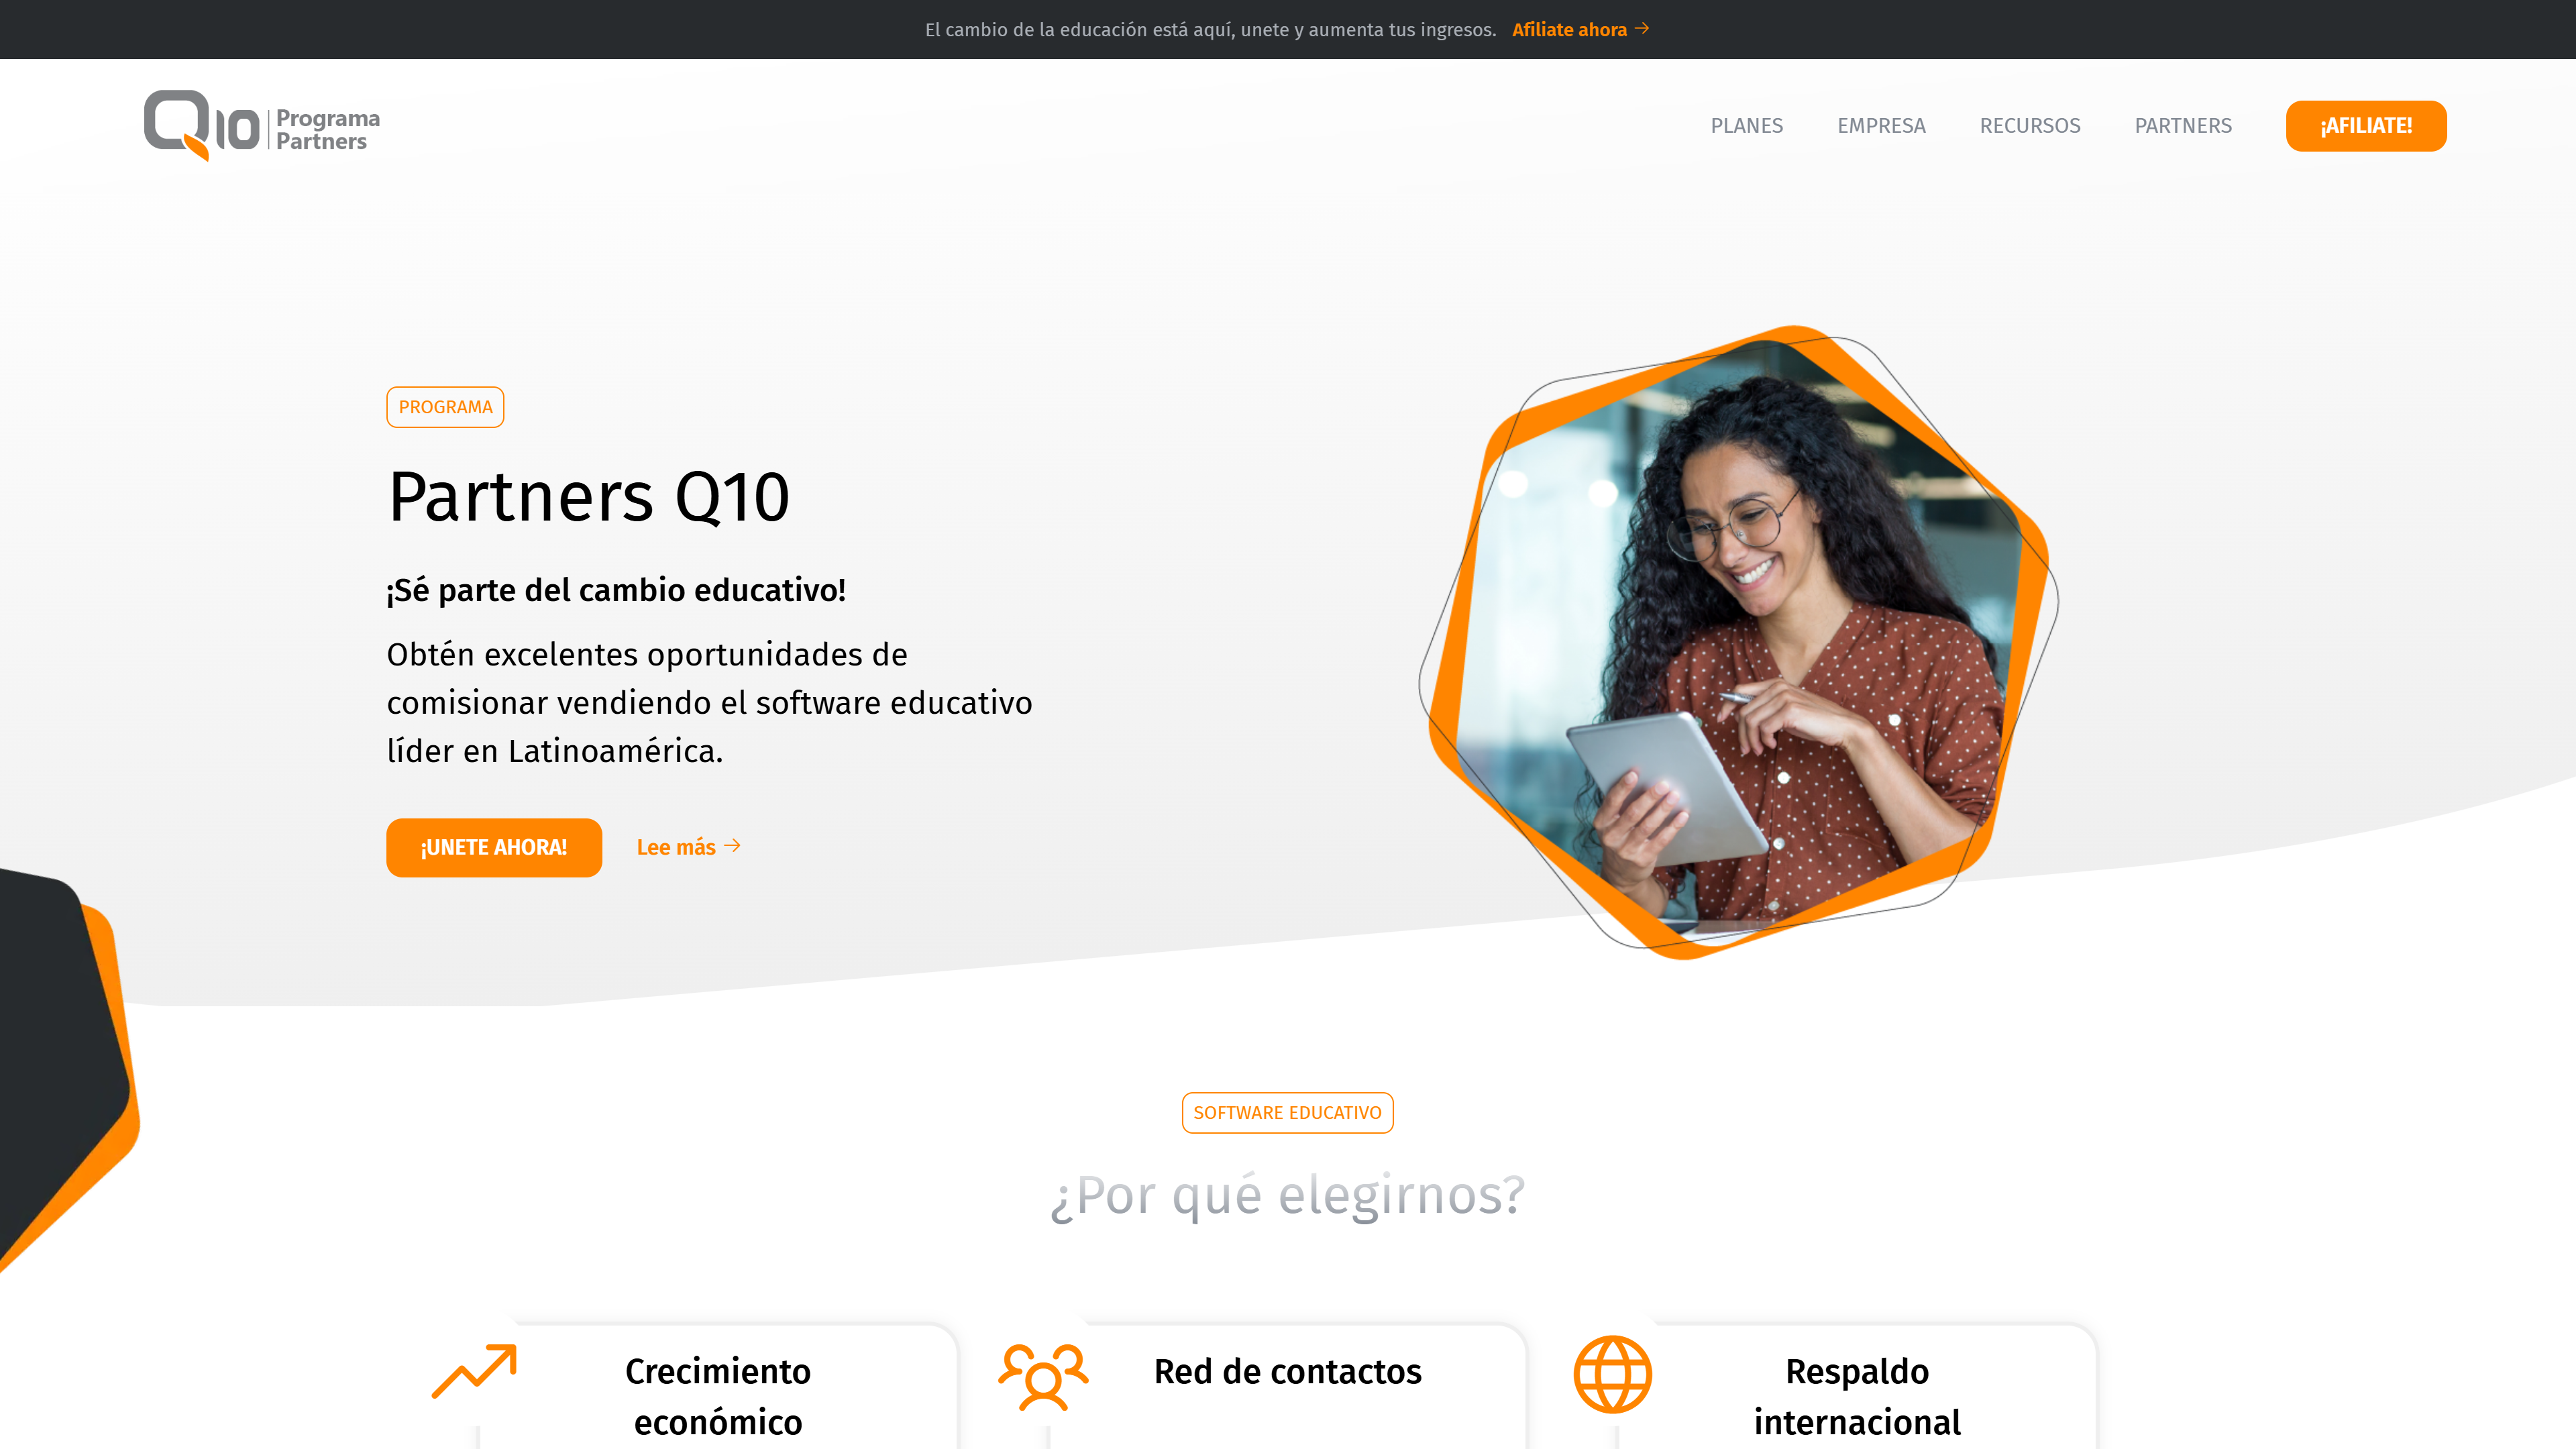 El cambio de la educación está aquí, unete y aumenta tus ingresos. Afiliate ahora →
Q10 Programa
Partners
PLANES EMPRESA RECURSOS PARTNERS ¡AFILIATE!
PROGRAMA
Partners Q10
¡Sé parte del cambio educativo!
Obtén excelentes oportunidades de
comisionar vendiendo el software educativo
líder en Latinoamérica.
¡UNETE AHORA! Lee más →
SOFTWARE EDUCATIVO
¿Por qué elegirnos?
Crecimiento
económico
Red de contactos
Respaldo
internacional